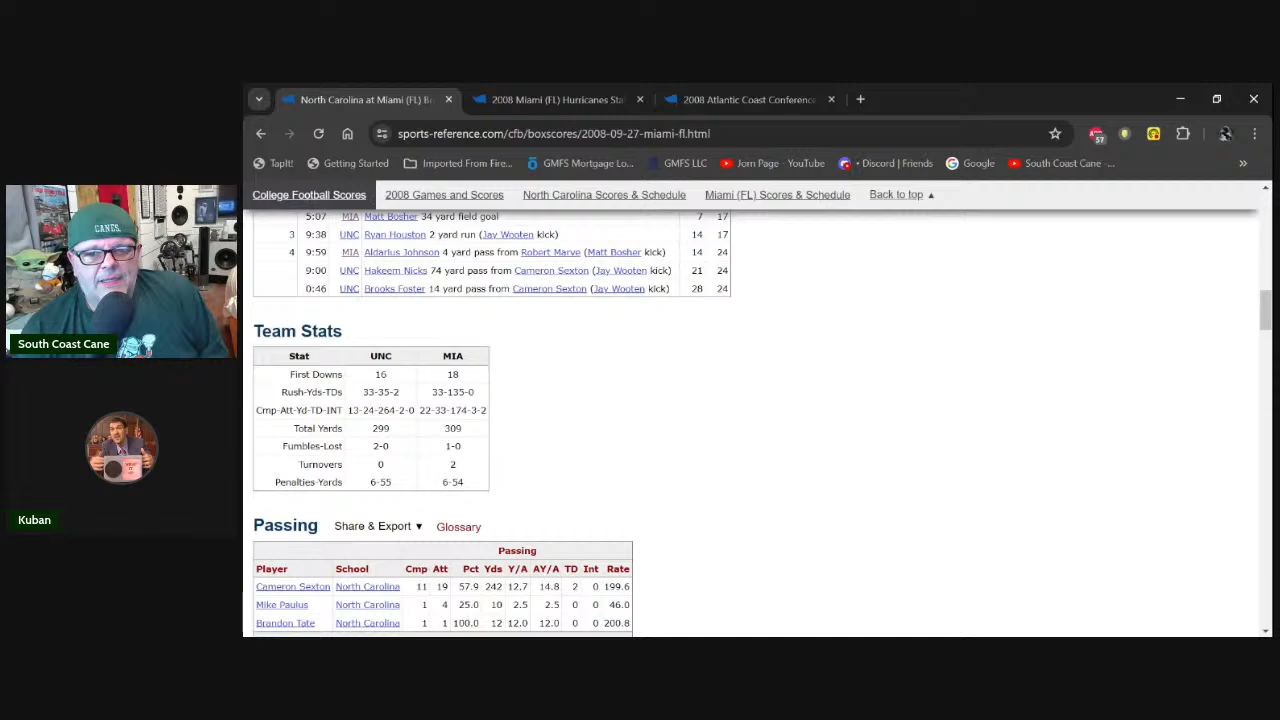 North Carolina at Miami (FL) Bo
2008 Miami (FL) Hurricanes Sta
2008 Atlantic Coast Conference
sports-reference.com/cfb/boxscores/2008-09-27-miami-fl.html
57
TapIt! Getting Started Imported From Fire... GMFS Mortgage Lo... GMFS LLC Jorn Page - YouTube • Discord | Friends Google South Coast Cane -... »
College Football Scores 2008 Games and Scores North Carolina Scores & Schedule Miami (FL) Scores & Schedule Back to top ▲
5:07 MIA Matt Bosher 34 yard field goal 7 17
3 9:38 UNC Ryan Houston 2 yard run (Jay Wooten kick) 14 17
4 9:59 MIA Aldarius Johnson 4 yard pass from Robert Marve (Matt Bosher kick) 14 24
9:00 UNC Hakeem Nicks 74 yard pass from Cameron Sexton (Jay Wooten kick) 21 24
0:46 UNC Brooks Foster 14 yard pass from Cameron Sexton (Jay Wooten kick) 28 24
Team Stats
Stat UNC MIA
First Downs 16 18
Rush-Yds-TDs 33-35-2 33-135-0
Cmp-Att-Yd-TD-INT 13-24-264-2-0 22-33-174-3-2
Total Yards 299 309
Fumbles-Lost 2-0 1-0
Turnovers 0 2
Penalties-Yards 6-55 6-54
Passing Share & Export ▼ Glossary
Passing
Player School Cmp Att Pct Yds Y/A AY/A TD Int Rate
Cameron Sexton North Carolina 11 19 57.9 242 12.7 14.8 2 0 199.6
Mike Paulus North Carolina 1 4 25.0 10 2.5 2.5 0 0 46.0
Brandon Tate North Carolina 1 1 100.0 12 12.0 12.0 0 0 200.8
CANES.
South Coast Cane
Kuban